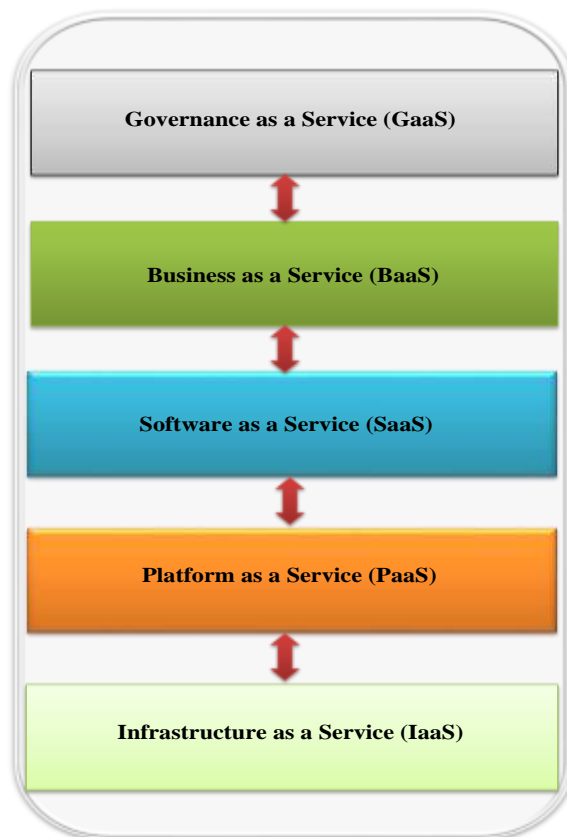 Governance as a Service (GaaS)
Business as a Service (BaaS)
Software as a Service (SaaS)
Platform as a Service (PaaS)
Infrastructure as a Service (IaaS)